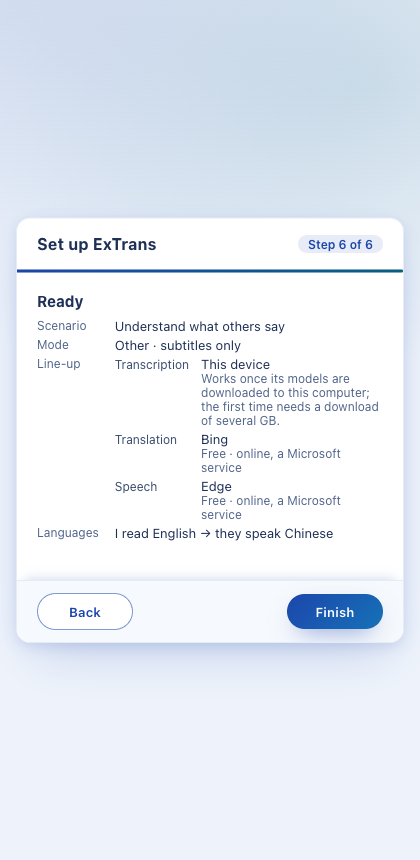 Set up ExTrans
Step 6 of 6
Ready
Scenario Understand what others say
Mode Other · subtitles only
Line-up Transcription This device
Works once its models are
downloaded to this computer;
the first time needs a download
of several GB.
Translation Bing
Free · online, a Microsoft
service
Speech Edge
Free · online, a Microsoft
service
Languages I read English → they speak Chinese
Back
Finish